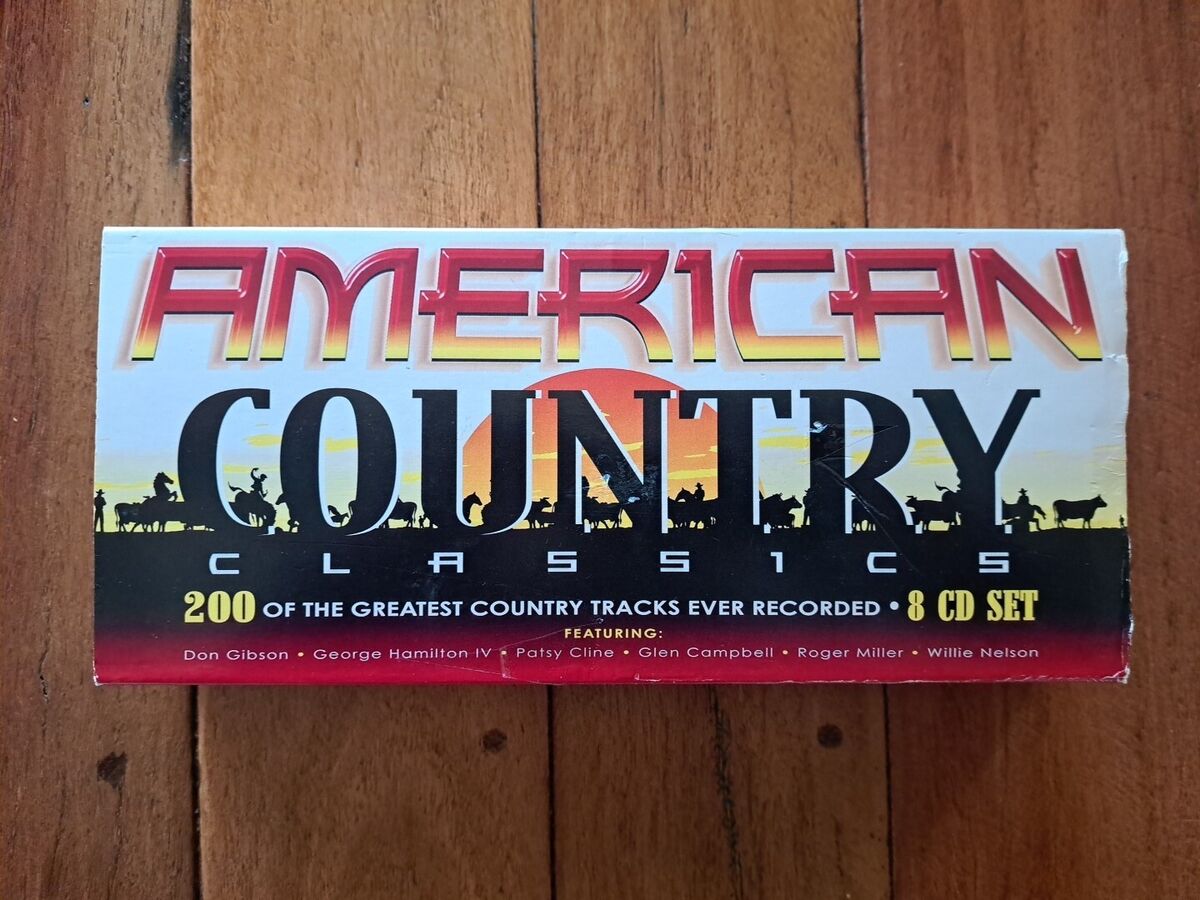 AMERICAN
COUNTRY
CLASSICS
200 OF THE GREATEST COUNTRY TRACKS EVER RECORDED • 8 CD SET
FEATURING:
Don Gibson • George Hamilton IV • Patsy Cline • Glen Campbell • Roger Miller • Willie Nelson